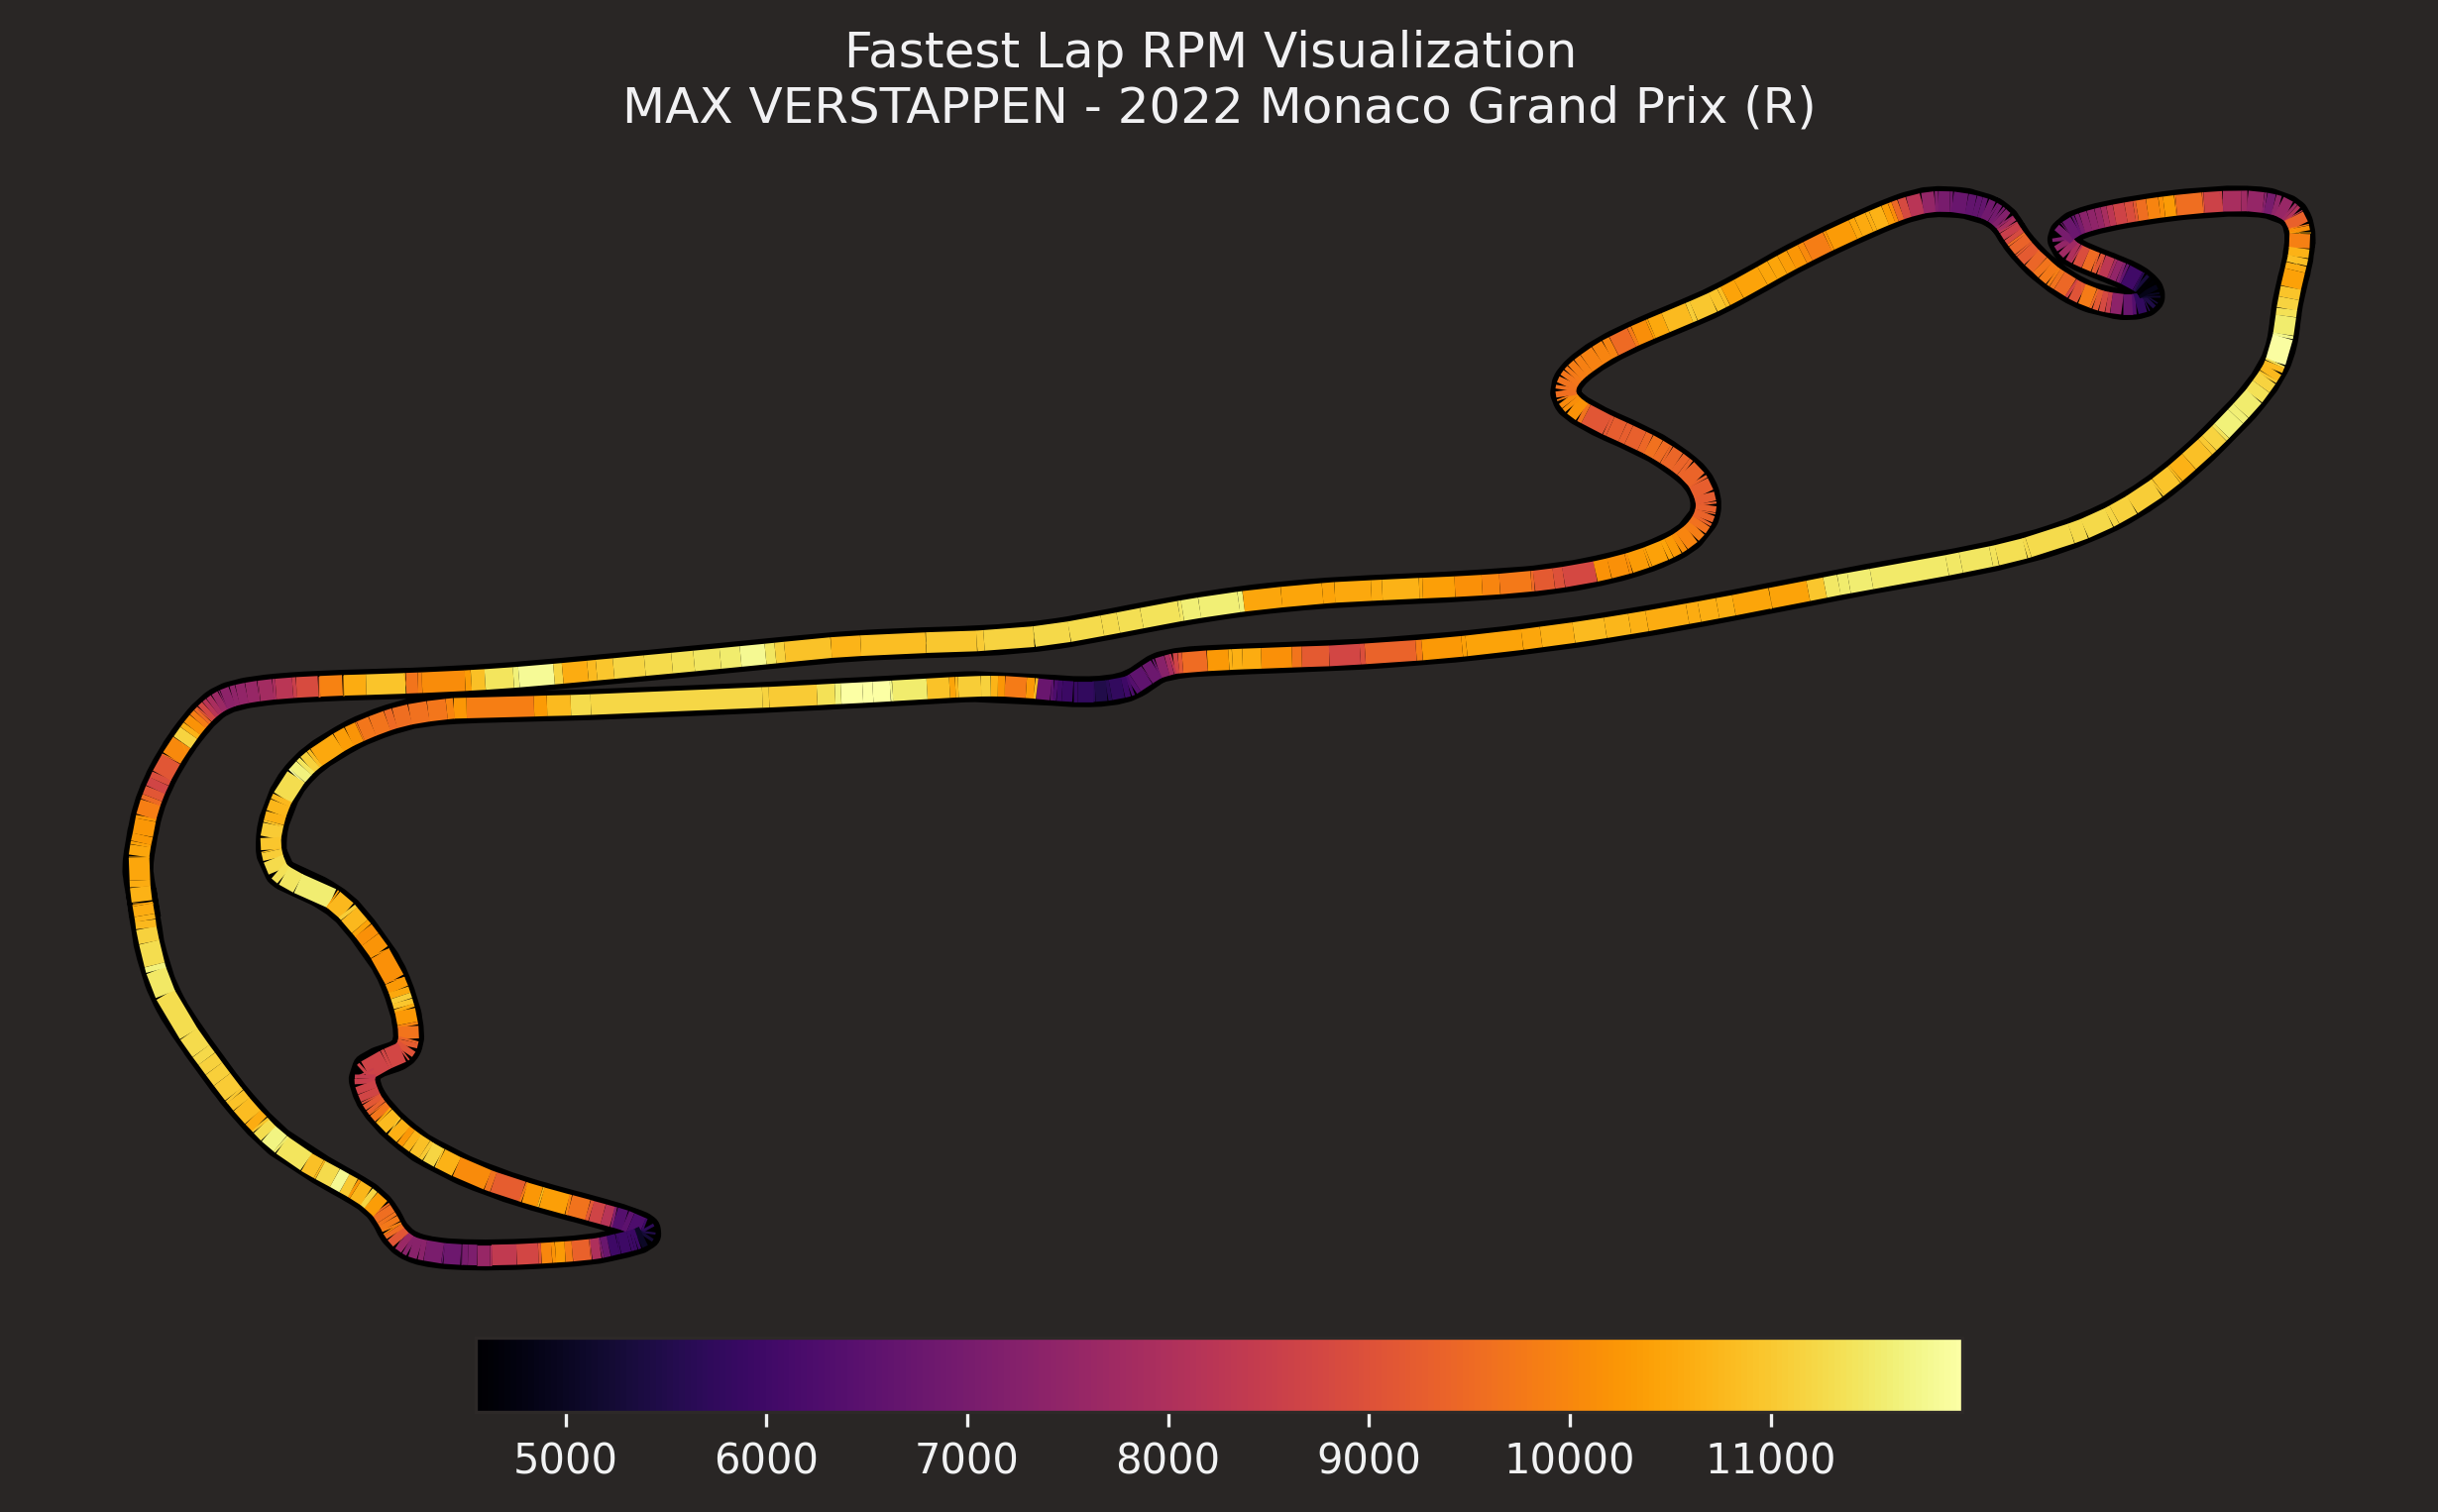 Fastest Lap RPM Visualization
MAX VERSTAPPEN - 2022 Monaco Grand Prix (R)
5000 6000 7000 8000 9000 10000 11000